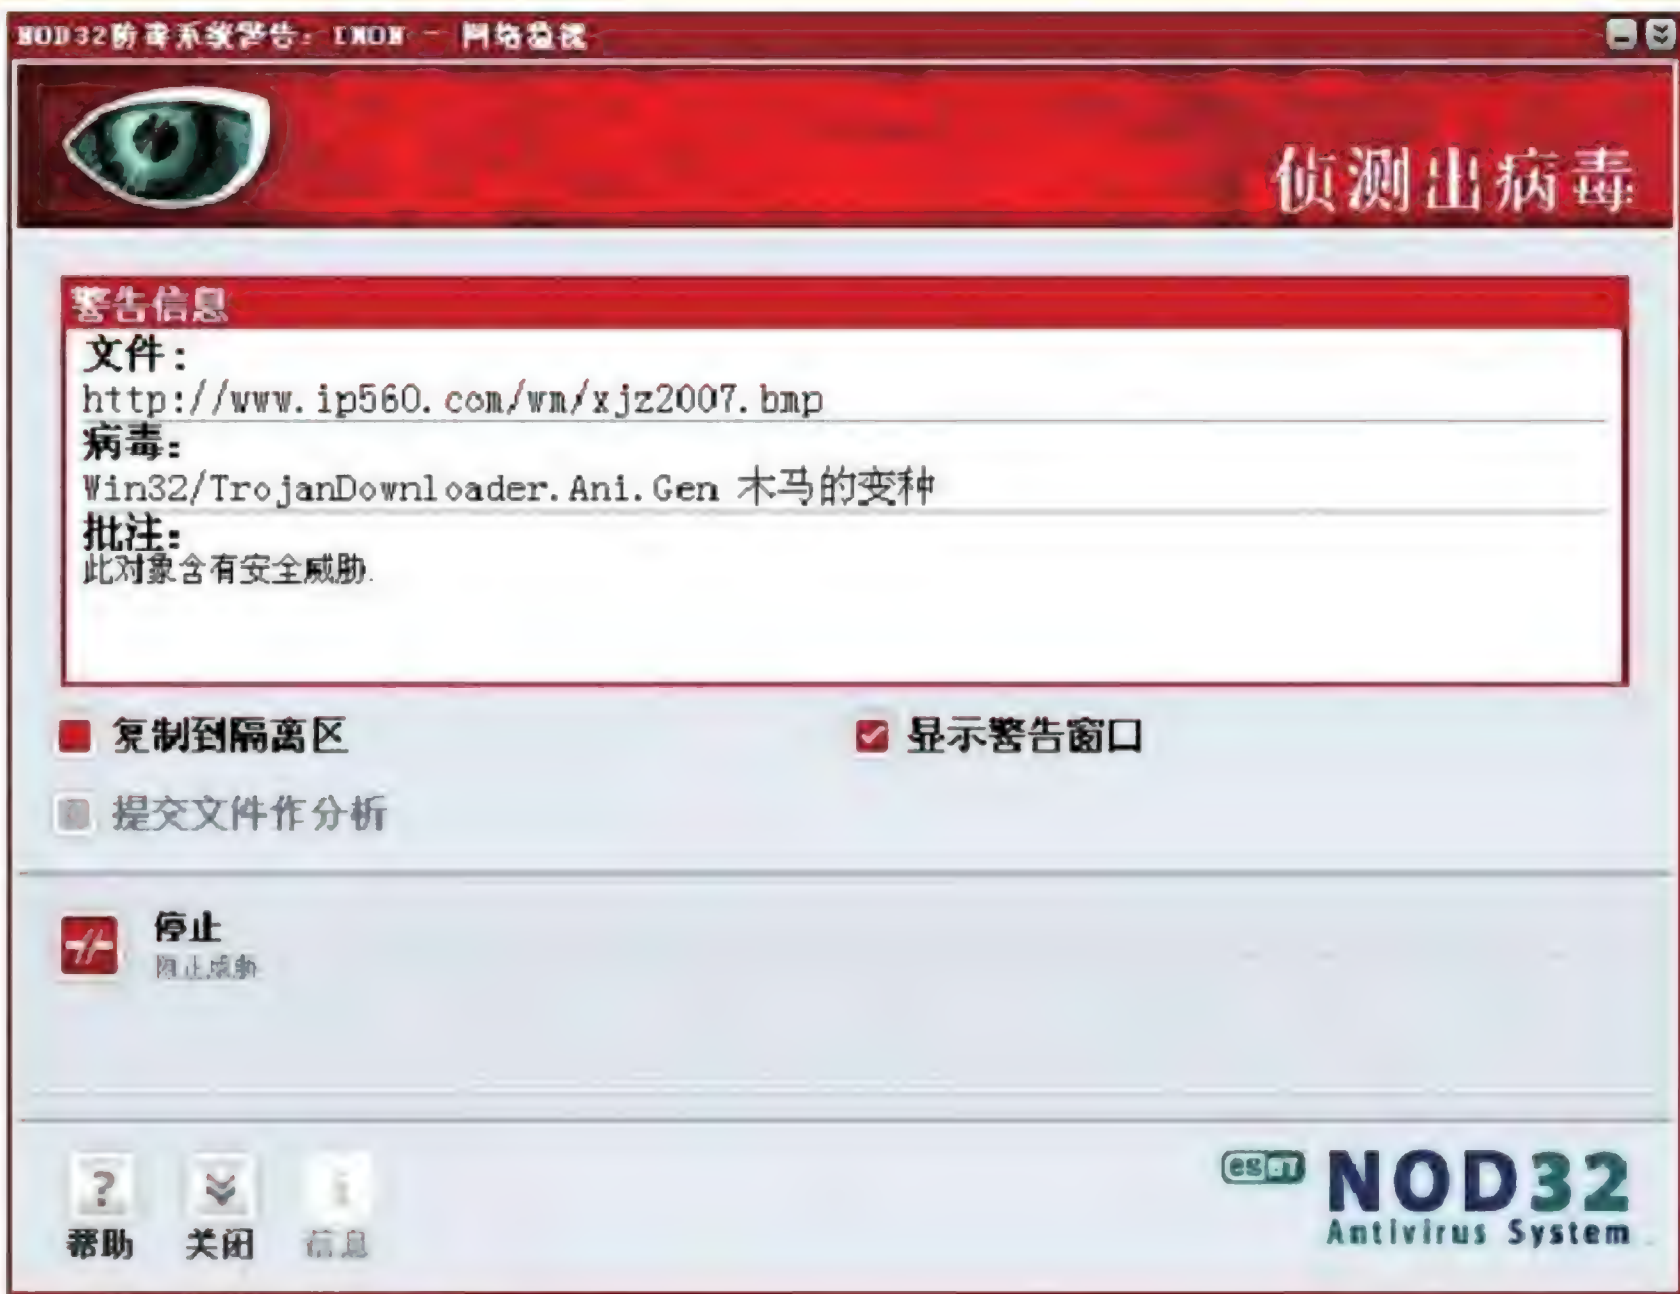 NOD32防毒系统警告: IMON - 网络监视
侦测出病毒
警告信息
文件:
http://www.ip560.com/wm/xjz2007.bmp
病毒:
Win32/TrojanDownloader.Ani.Gen 木马的变种
批注:
此对象含有安全威胁.
复制到隔离区
显示警告窗口
提交文件作分析
停止
阻止威胁
? 
帮助
关闭
i
信息
eset NOD32
Antivirus System